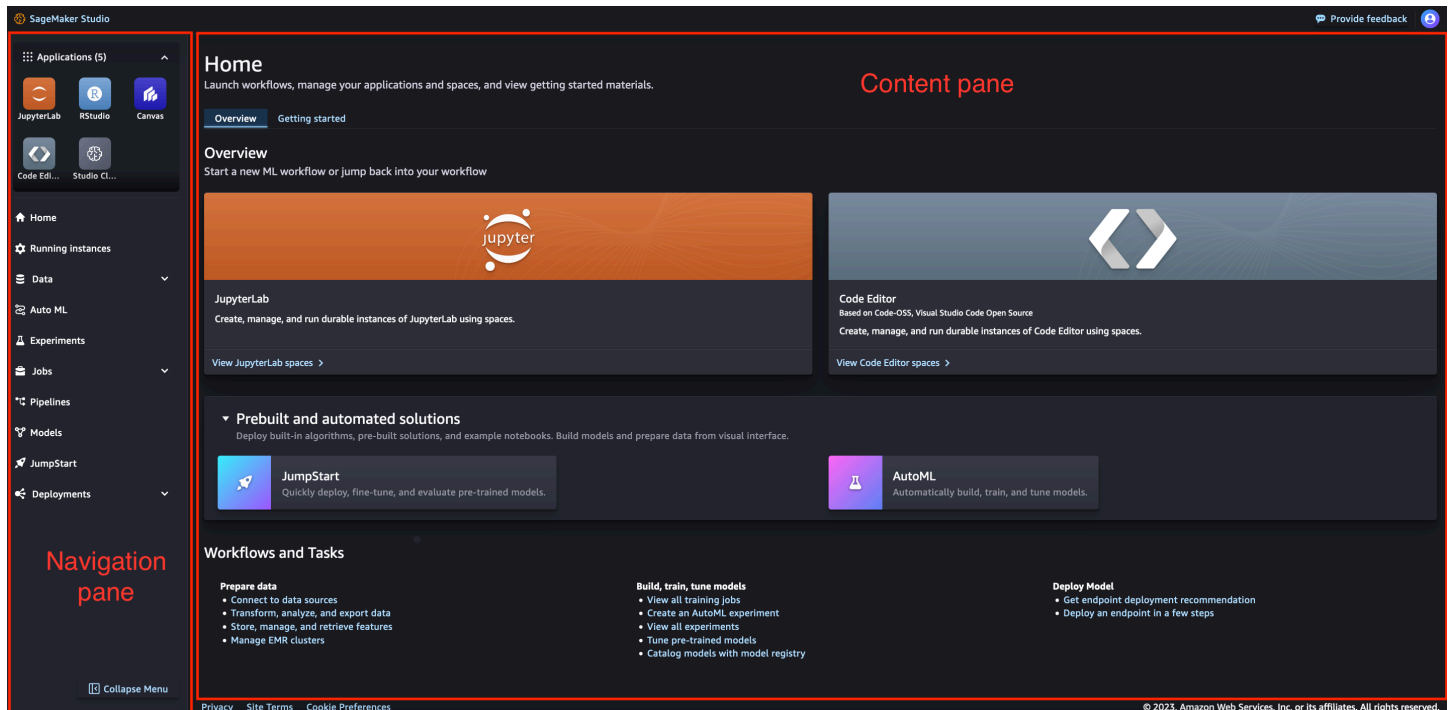 SageMaker Studio
Provide feedback
Applications (5)
JupyterLab
RStudio
Canvas
Code Edi...
Studio Cl...
Home
Running instances
Data
Auto ML
Experiments
Jobs
Pipelines
Models
JumpStart
Deployments
Navigation
pane
Collapse Menu
Content pane
Home
Launch workflows, manage your applications and spaces, and view getting started materials.
Overview
Getting started
Overview
Start a new ML workflow or jump back into your workflow
jupyter
JupyterLab
Create, manage, and run durable instances of JupyterLab using spaces.
View JupyterLab spaces
Code Editor
Based on Code-OSS, Visual Studio Code Open Source
Create, manage, and run durable instances of Code Editor using spaces.
View Code Editor spaces
Prebuilt and automated solutions
Deploy built-in algorithms, pre-built solutions, and example notebooks. Build models and prepare data from visual interface.
JumpStart
Quickly deploy, fine-tune, and evaluate pre-trained models.
AutoML
Automatically build, train, and tune models.
Workflows and Tasks
Prepare data
• Connect to data sources
• Transform, analyze, and export data
• Store, manage, and retrieve features
• Manage EMR clusters
Build, train, tune models
• View all training jobs
• Create an AutoML experiment
• View all experiments
• Tune pre-trained models
• Catalog models with model registry
Deploy Model
• Get endpoint deployment recommendation
• Deploy an endpoint in a few steps
Privacy
Site Terms
Cookie Preferences
© 2023, Amazon Web Services, Inc. or its affiliates. All rights reserved.